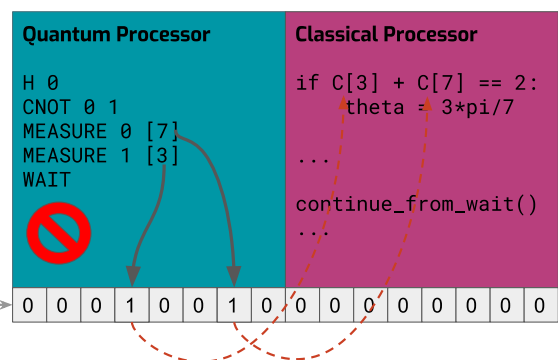 Quantum Processor
H 0
CNOT 0 1
MEASURE 0 [7]
MEASURE 1 [3]
WAIT
Classical Processor
if C[3] + C[7] == 2:
theta = 3*pi/7
...
continue_from_wait()
...
0 0 0 1 0 0 1 0 0 0 0 0 0 0 0 0